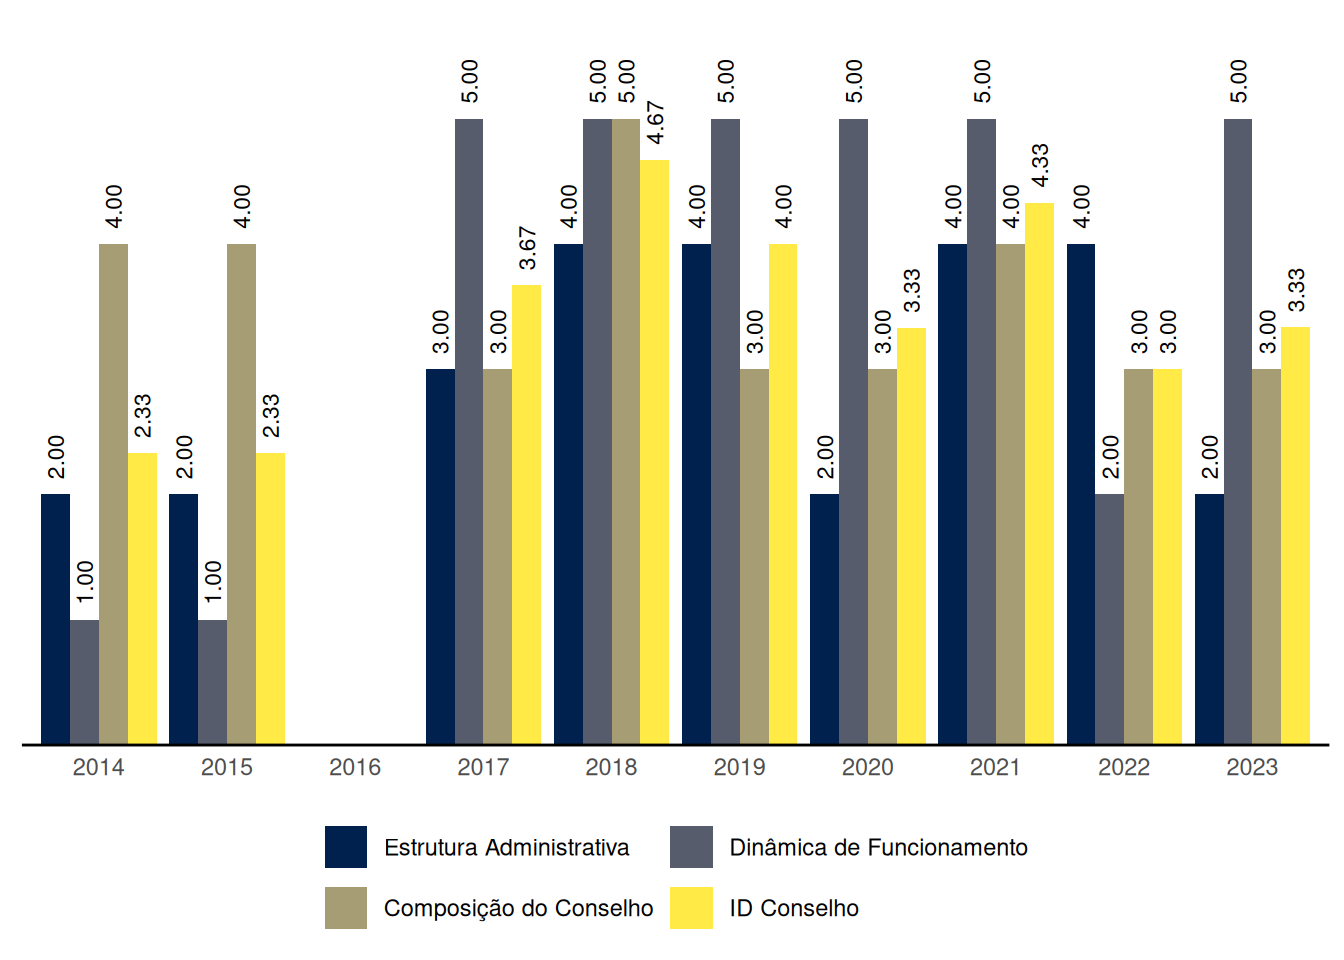 2.00 1.00 4.00 2.33
2.00 1.00 4.00 2.33
3.00 5.00 3.00 3.67
4.00 5.00 5.00 4.67
4.00 5.00 3.00 4.00
2.00 5.00 3.00 3.33
4.00 5.00 4.00 4.33
4.00 2.00 3.00 3.00
2.00 5.00 3.00 3.33
2014 2015 2016 2017 2018 2019 2020 2021 2022 2023
Estrutura Administrativa Dinâmica de Funcionamento
Composição do Conselho ID Conselho